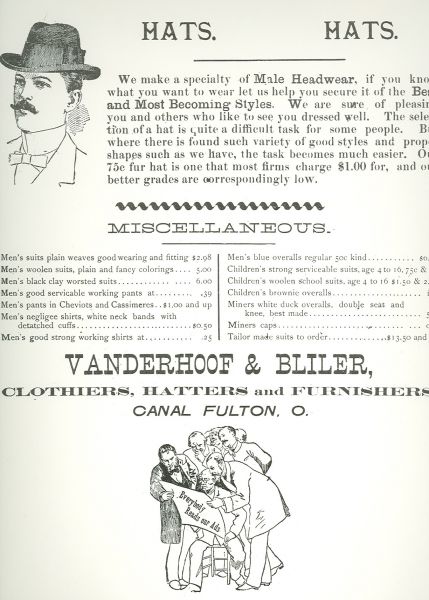 HATS. HATS.
We make a specialty of Male Headwear, if you
what you want to wear let us help you secure it of the
and Most Becoming Styles. We are sure of
you and others who like to see you dressed well. The
tion of a hat is quite a difficult task for some people.
where there is found such variety of good styles and
shapes such as we have, the task becomes much easier.
75c fur hat is one that most firms charge $1.00 for, and
better grades are correspondingly low.
MISCELLANEOUS.
Men's suits plain weaves good wearing and fitting $2.98
Men's woolen suits, plain and fancy colorings.... 5.00
Men's black clay worsted suits.............. 6.00
Men's good servicable working pants at......... .39
Men's pants in Cheviots and Cassimeres.. $1.00 and up
Men's negligee shirts, white neck bands with
detatched cuffs.......................... $0.50
Men's good strong working shirts at........... .25
Men's blue overalls regular 50c kind..........
Children's strong serviceable suits, age 4 to 16, 75c &
Children's woolen school suits, age 4 to 16 $1.50 &
Children's brownie overalls.............
Miners white duck overalls, double seat and
knee, best made......................
Miners caps.....................
Tailor made suits to order.............$13.50 and
VANDERHOOF & BLILER,
CLOTHIERS, HATTERS and FURNISHERS
CANAL FULTON, O.
Everybody
Reads our Ads